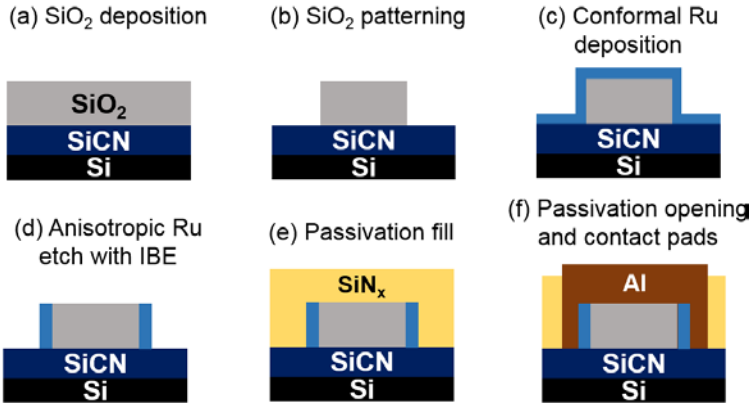 (a) SiO₂ deposition
SiO₂
SiCN
Si
(b) SiO₂ patterning
SiCN
Si
(c) Conformal Ru
deposition
SiCN
Si
(d) Anisotropic Ru
etch with IBE
SiCN
Si
(e) Passivation fill
SiNₓ
SiCN
Si
(f) Passivation opening
and contact pads
Al
SiCN
Si